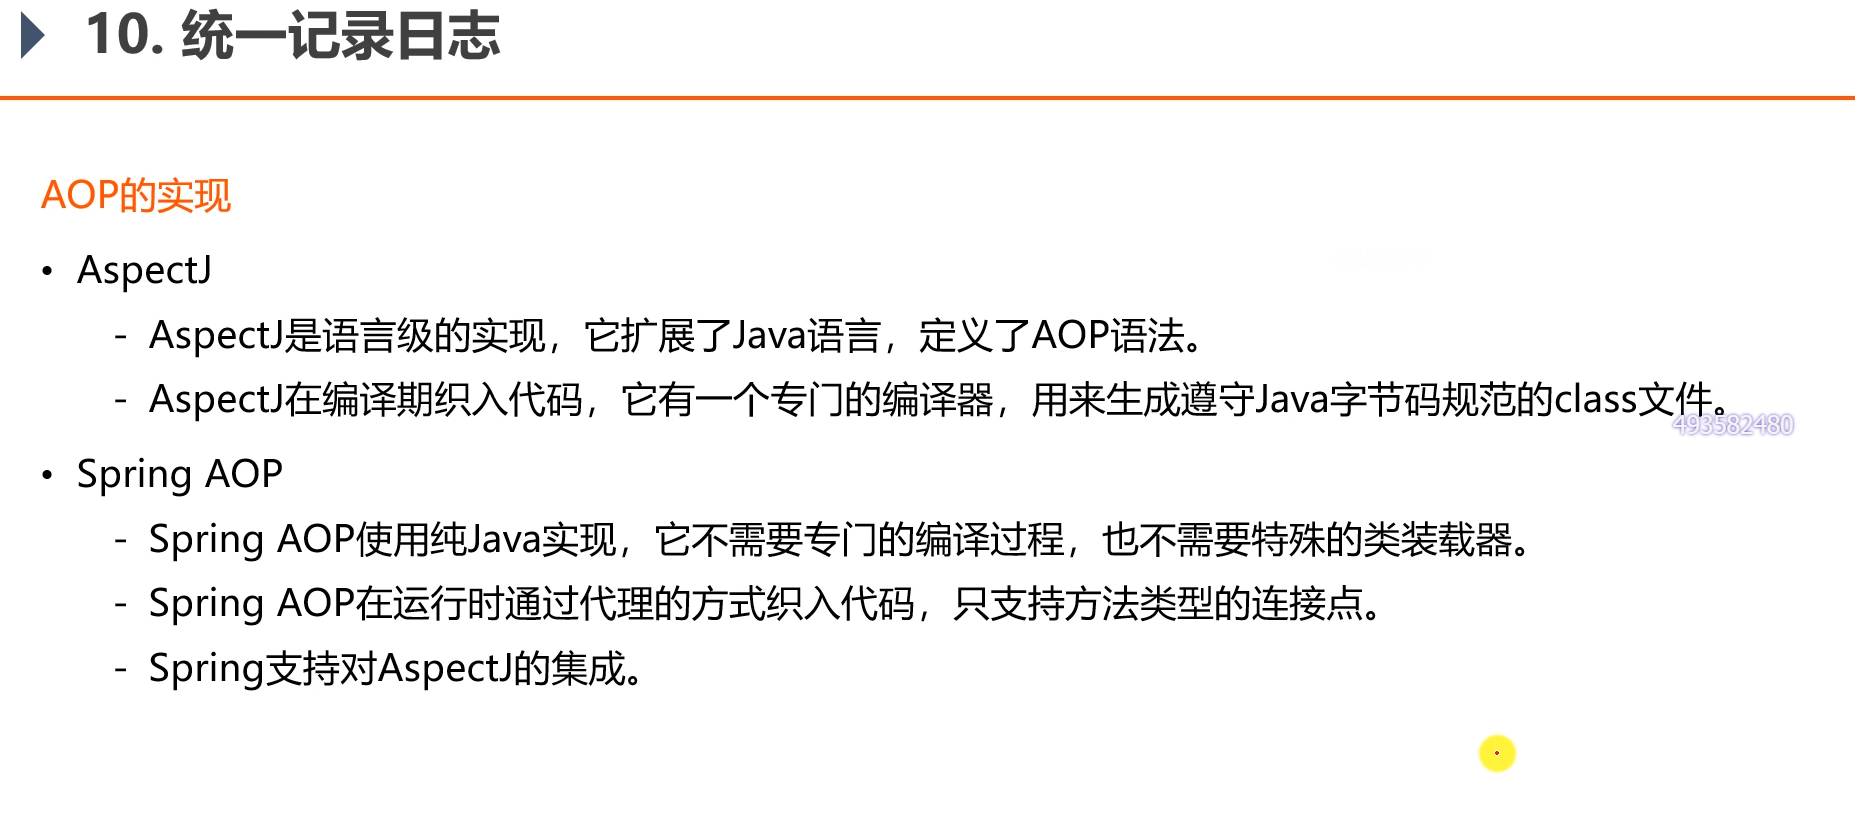 10. 统一记录日志
AOP的实现
• AspectJ
- AspectJ是语言级的实现，它扩展了Java语言，定义了AOP语法。
- AspectJ在编译期织入代码，它有一个专门的编译器，用来生成遵守Java字节码规范的class文件。
493582480
• Spring AOP
- Spring AOP使用纯Java实现，它不需要专门的编译过程，也不需要特殊的类装载器。
- Spring AOP在运行时通过代理的方式织入代码，只支持方法类型的连接点。
- Spring支持对AspectJ的集成。